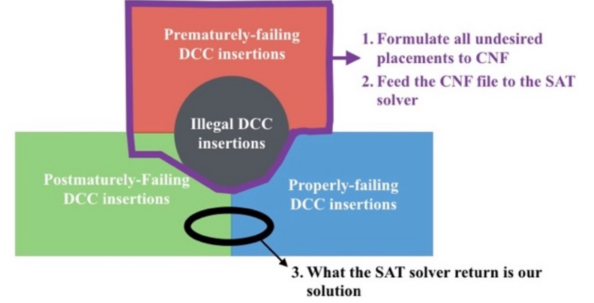 Prematurely-failing
DCC insertions
1. Formulate all undesired
placements to CNF
2. Feed the CNF file to the SAT
solver
Illegal DCC
insertions
Postmaturely-Failing
DCC insertions
Properly-failing
DCC insertions
3. What the SAT solver return is our
solution